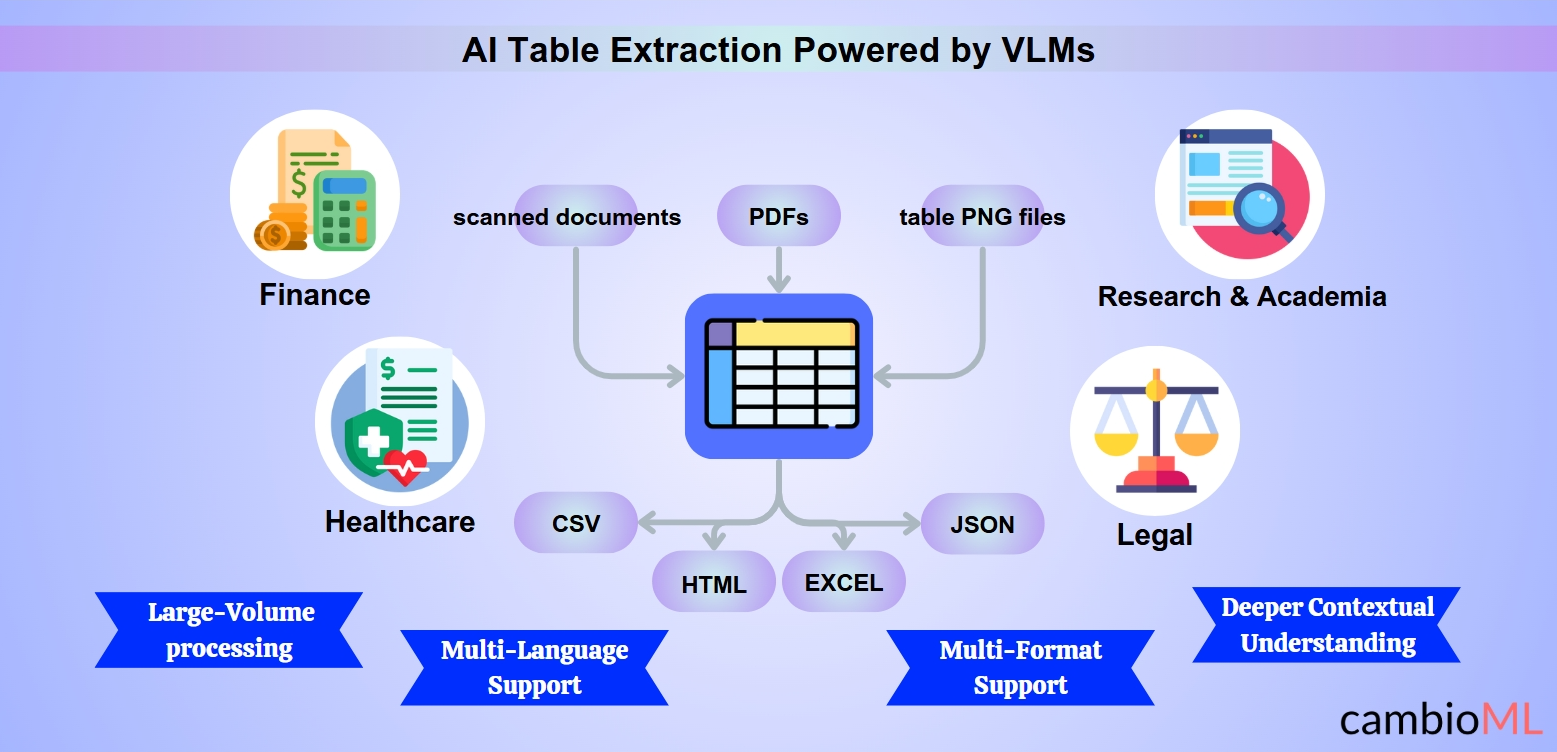 AI Table Extraction Powered by VLMs
scanned documents
PDFs
table PNG files
Finance
Research & Academia
$
$
$
Healthcare
Legal
CSV
JSON
HTML
EXCEL
Large-Volume
processing
Multi-Language
Support
Multi-Format
Support
Deeper Contextual
Understanding
cambioML